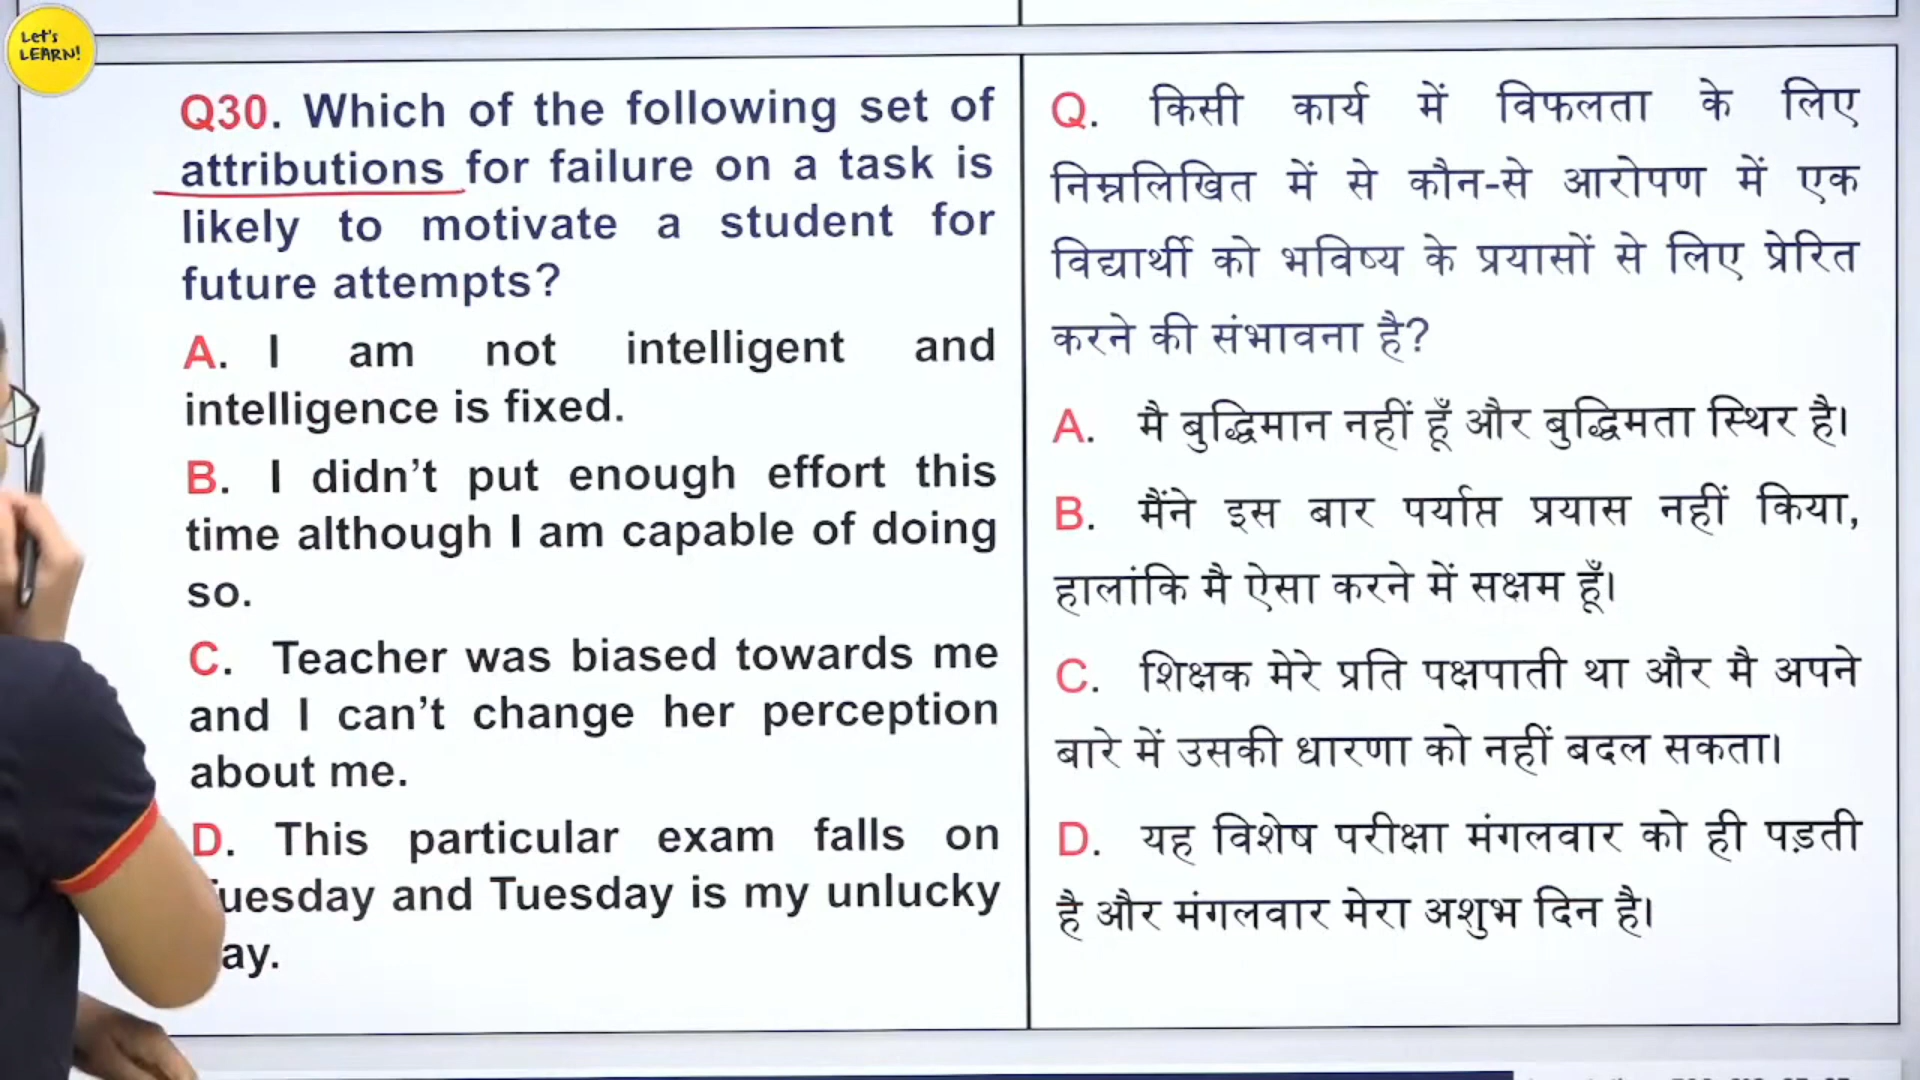 Let's
LEARN!
Q30. Which of the following set of
attributions for failure on a task is
likely to motivate a student for
future attempts?
A. I am not intelligent and
intelligence is fixed.
B. I didn't put enough effort this
time although I am capable of doing
so.
C. Teacher was biased towards me
and I can't change her perception
about me.
D. This particular exam falls on
uesday and Tuesday is my unlucky
ay.
Q. किसी कार्य में विफलता के लिए
निम्नलिखित में से कौन-से आरोपण में एक
विद्यार्थी को भविष्य के प्रयासों से लिए प्रेरित
करने की संभावना है?
A. मै बुद्धिमान नहीं हूँ और बुद्धिमता स्थिर है।
B. मैंने इस बार पर्याप्त प्रयास नहीं किया,
हालांकि मै ऐसा करने में सक्षम हूँ।
C. शिक्षक मेरे प्रति पक्षपाती था और मै अपने
बारे में उसकी धारणा को नहीं बदल सकता।
D. यह विशेष परीक्षा मंगलवार को ही पड़ती
है और मंगलवार मेरा अशुभ दिन है।